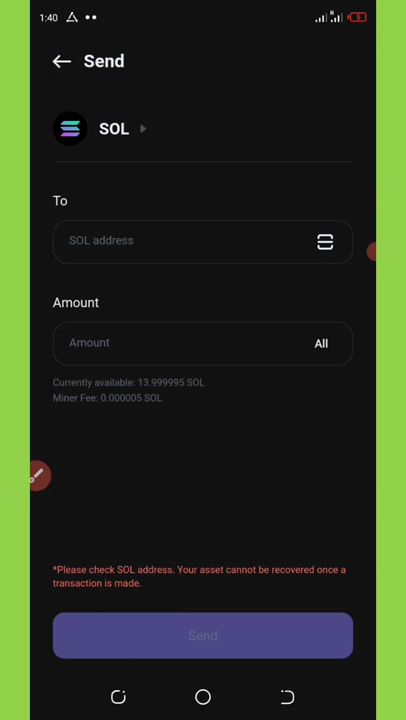 1:40
H
5
Send
SOL
To
SOL address
Amount
Amount
All
Currently available: 13.999995 SOL
Miner Fee: 0.000005 SOL
*Please check SOL address. Your asset cannot be recovered once a
transaction is made.
Send